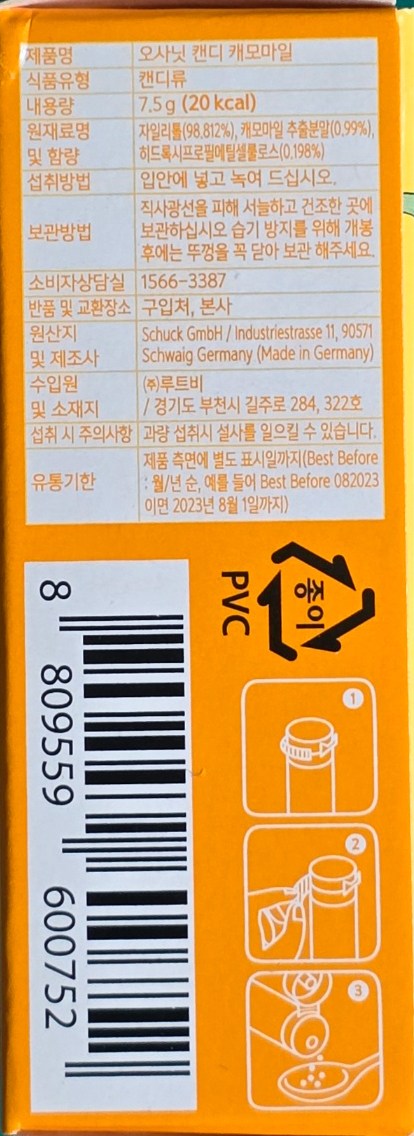 제품명 오사닛 캔디 캐모마일
식품유형 캔디류
내용량 7.5g (20 kcal)
원재료명 자일리톨(98.812%), 캐모마일 추출분말(0.99%),
및 함량 히드록시프로필메틸셀룰로스(0.198%)
섭취방법 입안에 넣고 녹여 드십시오.
보관방법
직사광선을 피해 서늘하고 건조한 곳에
보관하십시오 습기 방지를 위해 개봉
후에는 뚜껑을 꼭 닫아 보관 해주세요.
소비자상담실 1566-3387
반품 및 교환장소 구입처, 본사
원산지 Schuck GmbH / Industriestrasse 11, 90571
및 제조사 Schwaig Germany (Made in Germany)
수입원 ㈜루트비
및 소재지 / 경기도 부천시 길주로 284, 322호
섭취 시 주의사항 과량 섭취시 설사를 일으킬 수 있습니다.
유통기한
제품 측면에 별도 표시일까지(Best Before
: 월/년 순, 예를 들어 Best Before 082023
이면 2023년 8월 1일까지)
종이
PVC
8 809559 600752
1
2
3